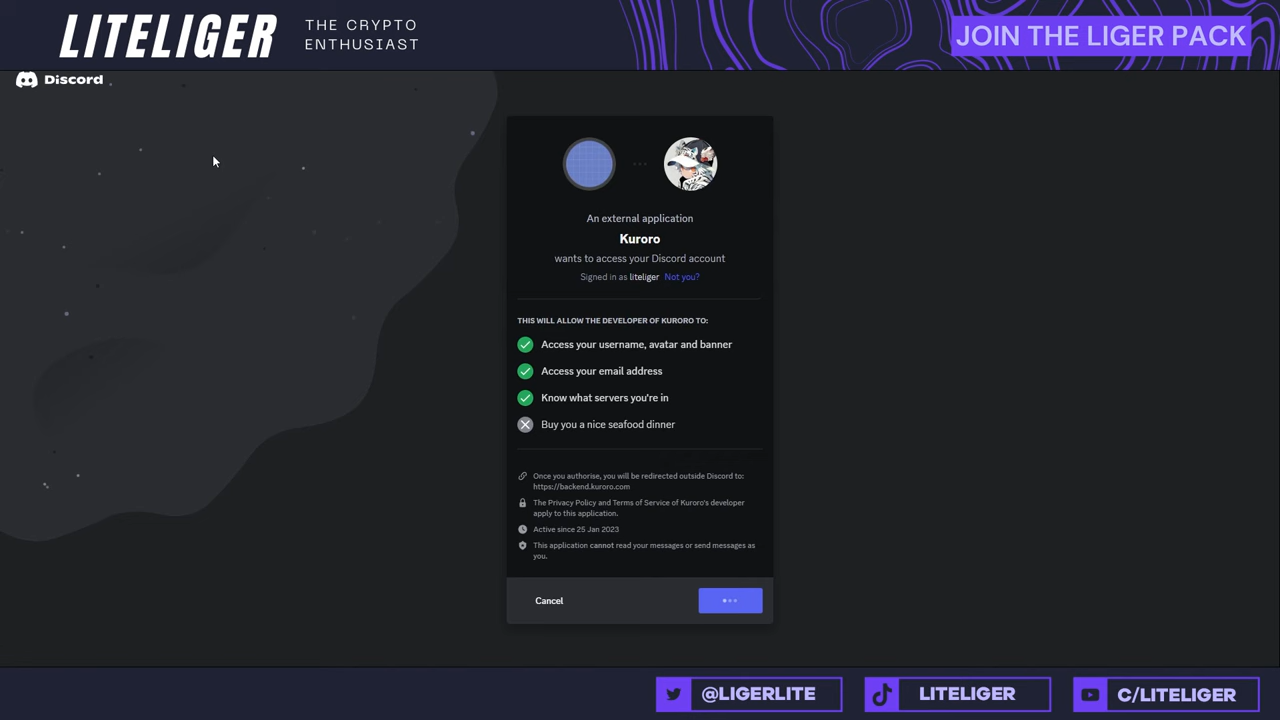 LITELIGER
THE CRYPTO
ENTHUSIAST
JOIN THE LIGER PACK
Discord
An external application
Kuroro
wants to access your Discord account
Signed in as liteliger Not you?
THIS WILL ALLOW THE DEVELOPER OF KURORO TO:
Access your username, avatar and banner
Access your email address
Know what servers you're in
Buy you a nice seafood dinner
Once you authorise, you will be redirected outside Discord to:
https://backend.kuroro.com
The Privacy Policy and Terms of Service of Kuroro's developer
apply to this application.
Active since 25 Jan 2023
This application cannot read your messages or send messages as
you.
Cancel
@LIGERLITE
LITELIGER
C/LITELIGER